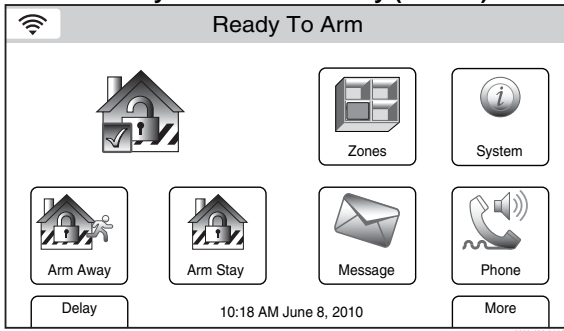 Ready To Arm
Zones
System
Arm Away
Arm Stay
Message
Phone
Delay
10:18 AM June 8, 2010
More